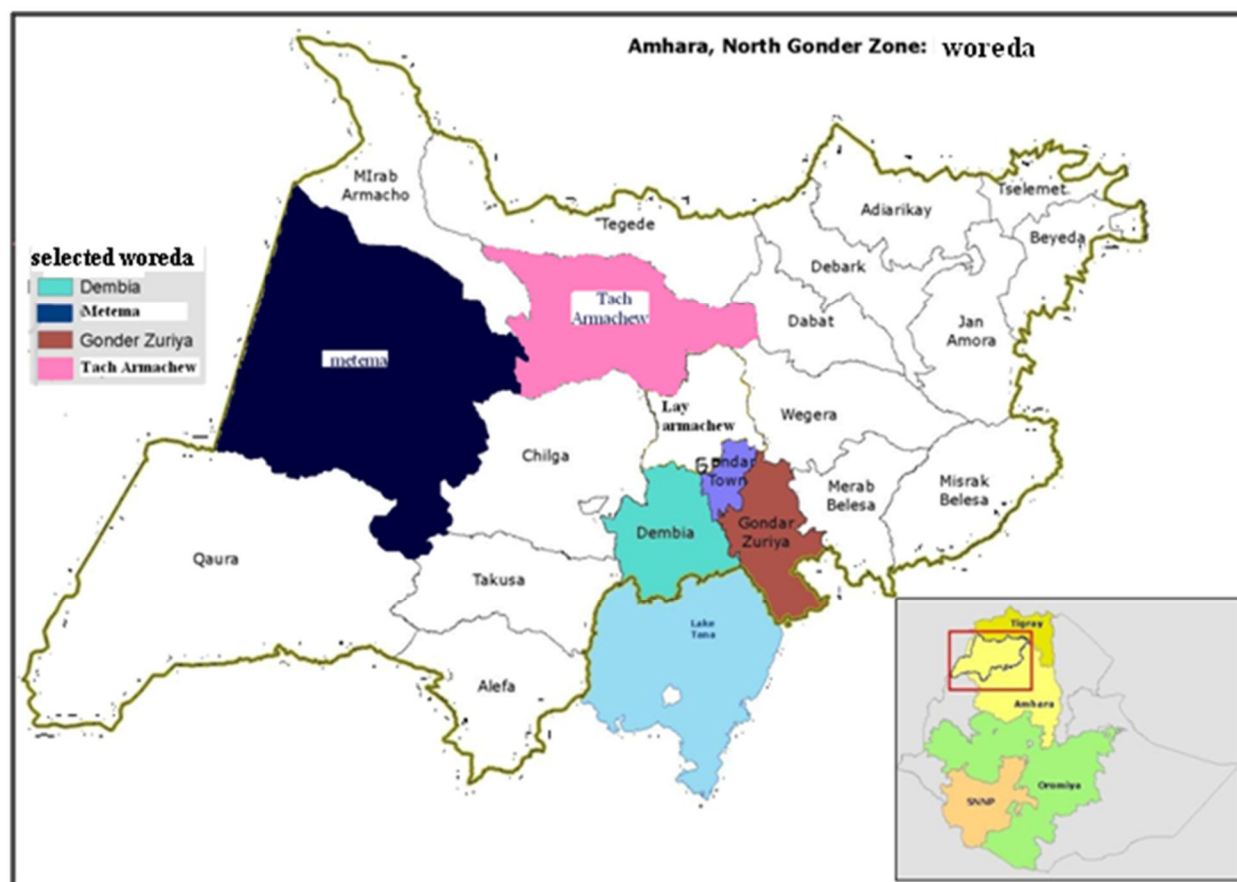 Amhara, North Gonder Zone: woreda
MIrab
Armacho
Tselemet
Adiarikay
Tegede
Beyeda
selected woreda
Dembia
Metema
Gonder Zuriya
Tach Armachew
Debark
Tach
Armachew
Dabat
Jan
Amora
metema
Lay
armachew
Wegera
Chilga
Gondar
Town
Merab
Belesa
Misrak
Belesa
Dembia
Gondar
Zuriya
Qaura
Takusa
Lake
Tana
Alefa
Tigray
Amhara
Oromiya
SNNP